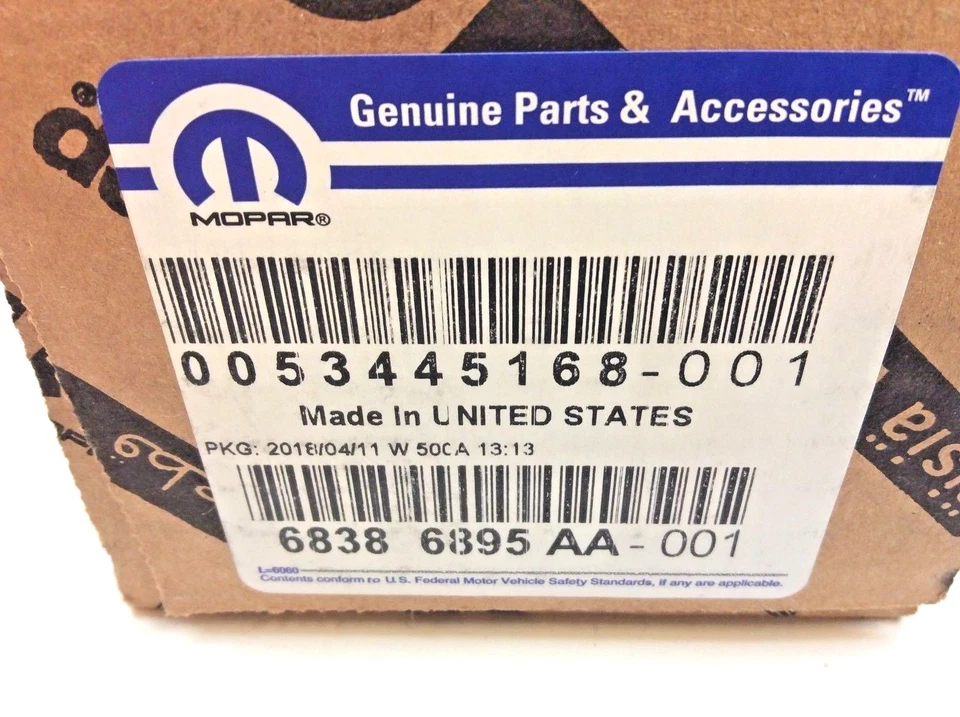 Genuine Parts & Accessories™
MOPAR®
0053445168-001
Made In UNITED STATES
PKG: 2018/04/11 W 500A 13:13
6838 6895 AA-001
L=6060
Contents conform to U.S. Federal Motor Vehicle Safety Standards, if any are applicable.